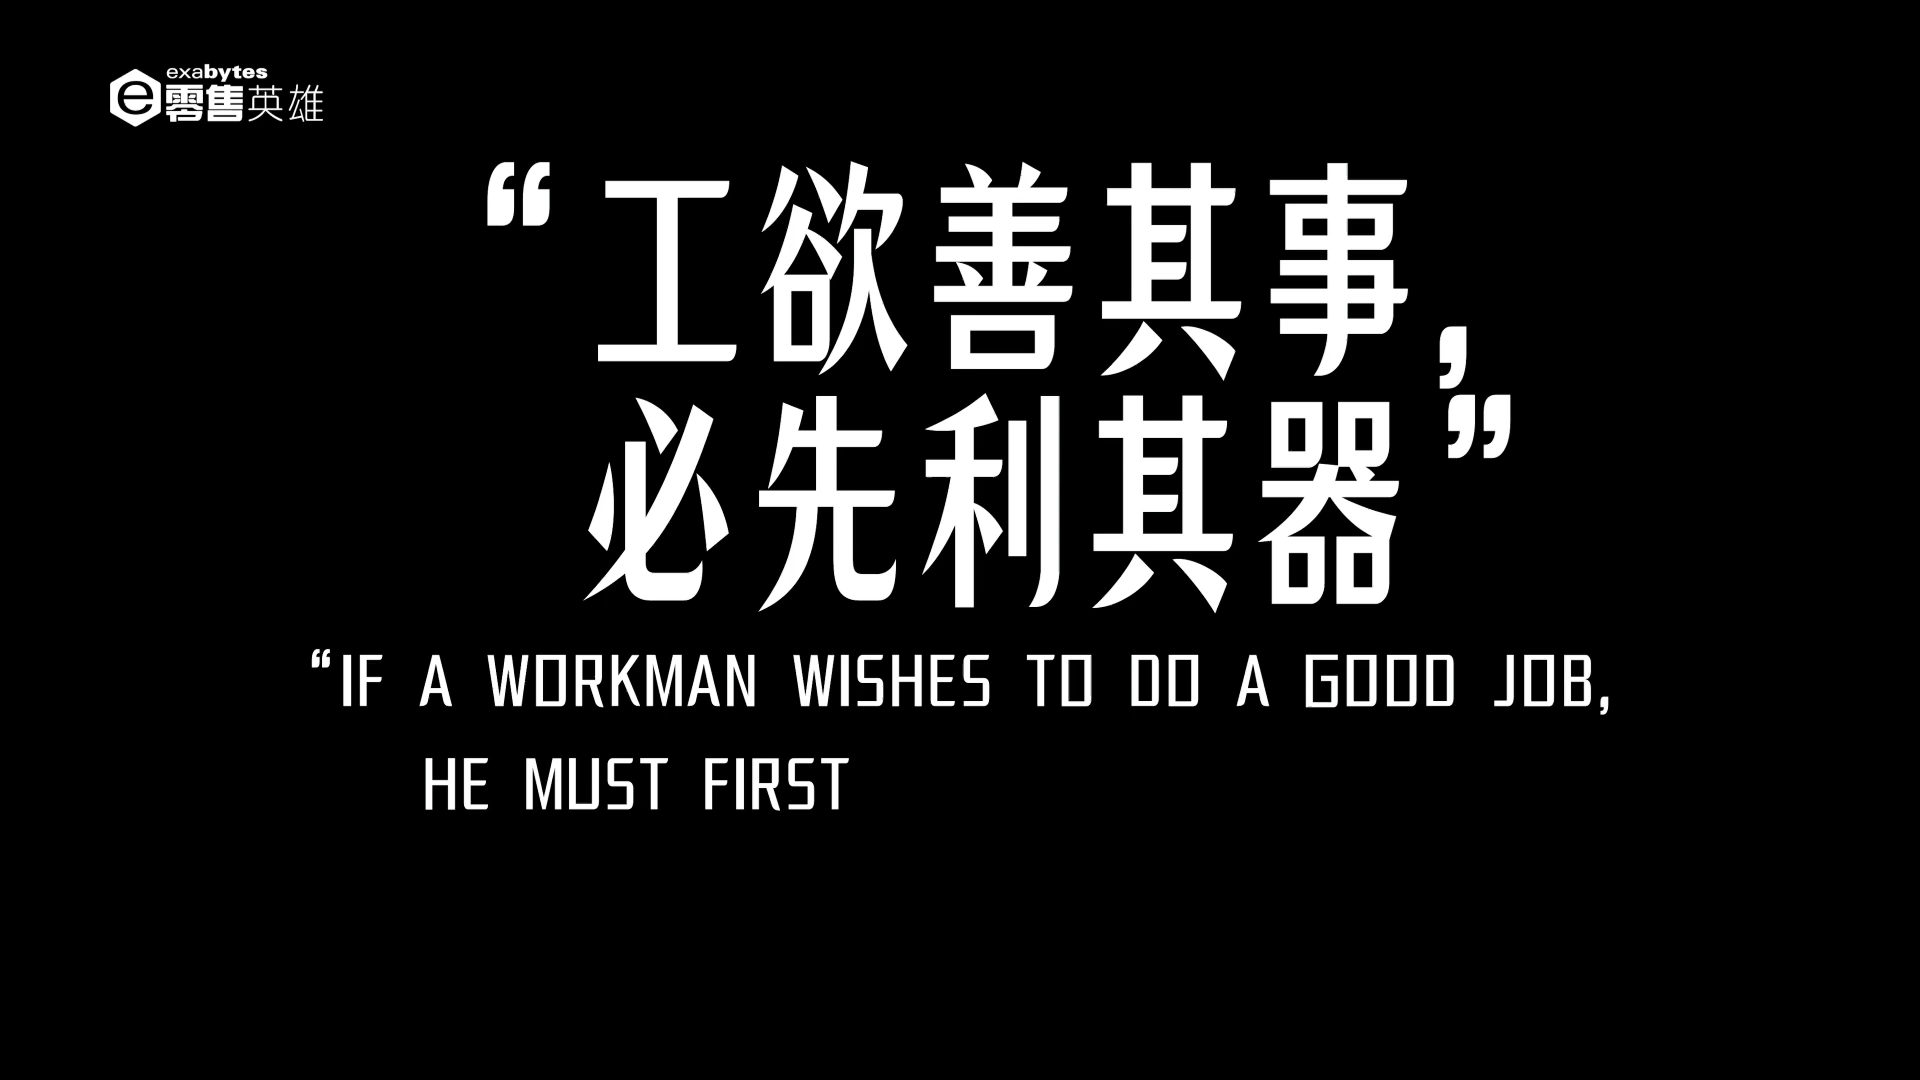 exabytes
e零售英雄
“工欲善其事,
必先利其器”
“IF A WORKMAN WISHES TO DO A GOOD JOB,
HE MUST FIRST